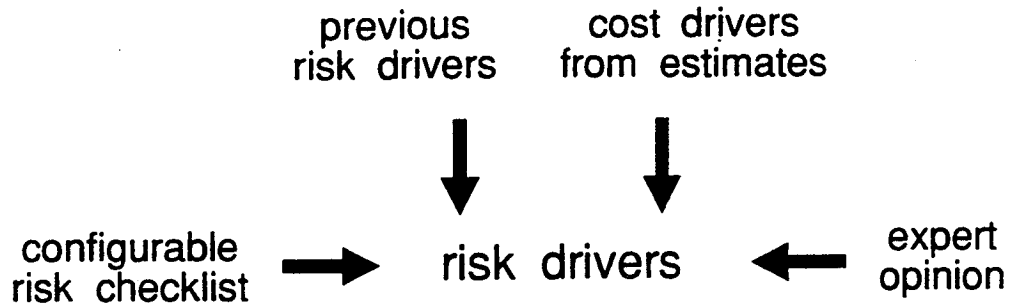 previous
risk drivers
cost drivers
from estimates
configurable
risk checklist
risk drivers
expert
opinion